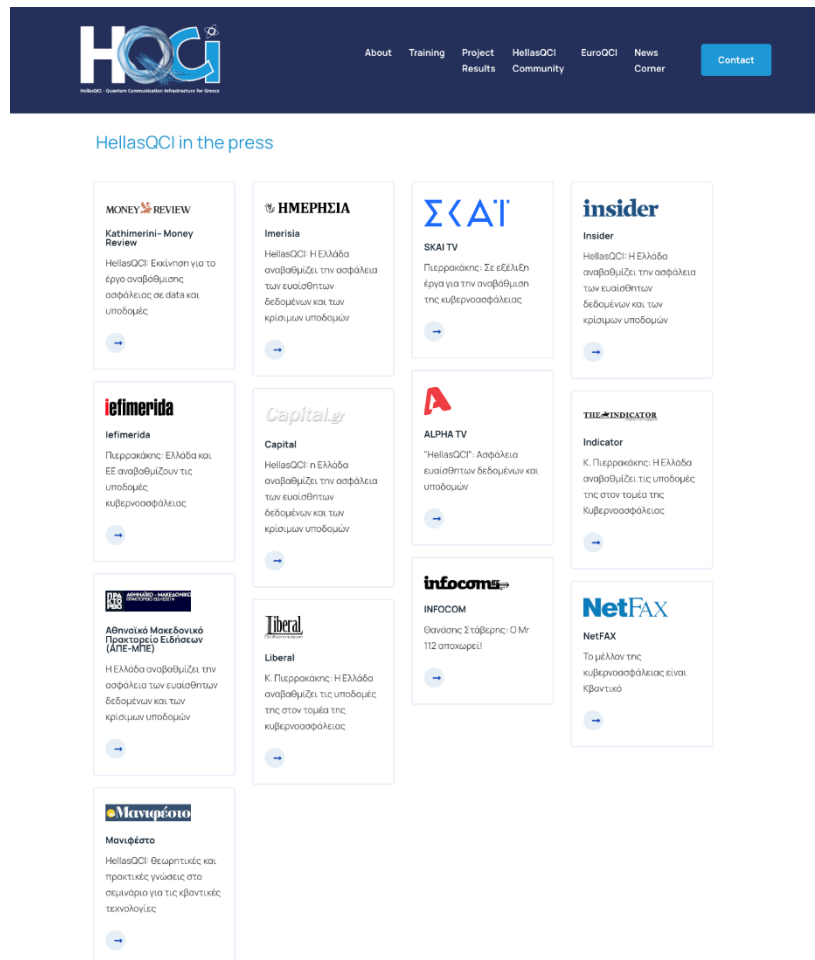 HQCI
HellasQCI - Quantum Communication Infrastructure for Greece
About
Training
Project
Results
HellasQCI
Community
EuroQCI
News
Corner
Contact
HellasQCI in the press
MONEY REVIEW
Kathimerini– Money
Review
HellasQCI: Εκκίνηση για το
έργο αναβάθμισης
ασφάλειας σε data και
υποδομές
iefimerida
Iefimerida
Πιερρακάκης: Ελλάδα και
ΕΕ αναβαθμίζουν τις
υποδομές
κυβερνοασφάλειας
ΠΡΑ
ΚΤΟ
ΡΕΙΟ
ΑΘΗΝΑΪΚΟ - ΜΑΚΕΔΟΝΙΚΟ
ΠΡΑΚΤΟΡΕΙΟ ΕΙΔΗΣΕΩΝ
Αθηναϊκό Μακεδονικό
Πρακτορείο Ειδήσεων
(ΑΠΕ-ΜΠΕ)
Η Ελλάδα αναβαθμίζει την
ασφάλεια των ευαίσθητων
δεδομένων και των
κρίσιμων υποδομών
Μανιφέστο
Μανιφέστο
HellasQCI: θεωρητικές και
πρακτικές γνώσεις στο
σεμινάριο για τις κβαντικές
τεχνολογίες
ΗΜΕΡΗΣΙΑ
Imerisia
HellasQCI: Η Ελλάδα
αναβαθμίζει την ασφάλεια
των ευαίσθητων
δεδομένων και των
κρίσιμων υποδομών
Capital.gr
Capital
HellasQCI: η Ελλάδα
αναβαθμίζει την ασφάλεια
των ευαίσθητων
δεδομένων και των
κρίσιμων υποδομών
Liberal
Liberal
Κ. Πιερρακάκης: Η Ελλάδα
αναβαθμίζει τις υποδομές
της στον τομέα της
κυβερνοασφάλειας
ΣΚΑΪ
SKAI TV
Πιερρακάκης: Σε εξέλιξη
έργα για την αναβάθμιση
της κυβερνοασφάλειας
ALPHA TV
"HellasQCI": Ασφάλεια
ευαίσθητων δεδομένων και
υποδομών
infocom
INFOCOM
Θανάσης Στάβερης: Ο Mr
112 αποχωρεί!
insider
Insider
HellasQCI: Η Ελλάδα
αναβαθμίζει την ασφάλεια
των ευαίσθητων
δεδομένων και των
κρίσιμων υποδομών
THE INDICATOR
Indicator
Κ. Πιερρακάκης: Η Ελλάδα
αναβαθμίζει τις υποδομές
της στον τομέα της
Κυβερνοασφάλειας
NetFAX
NetFAX
Το μέλλον της
κυβερνοασφάλειας είναι
Κβαντικό